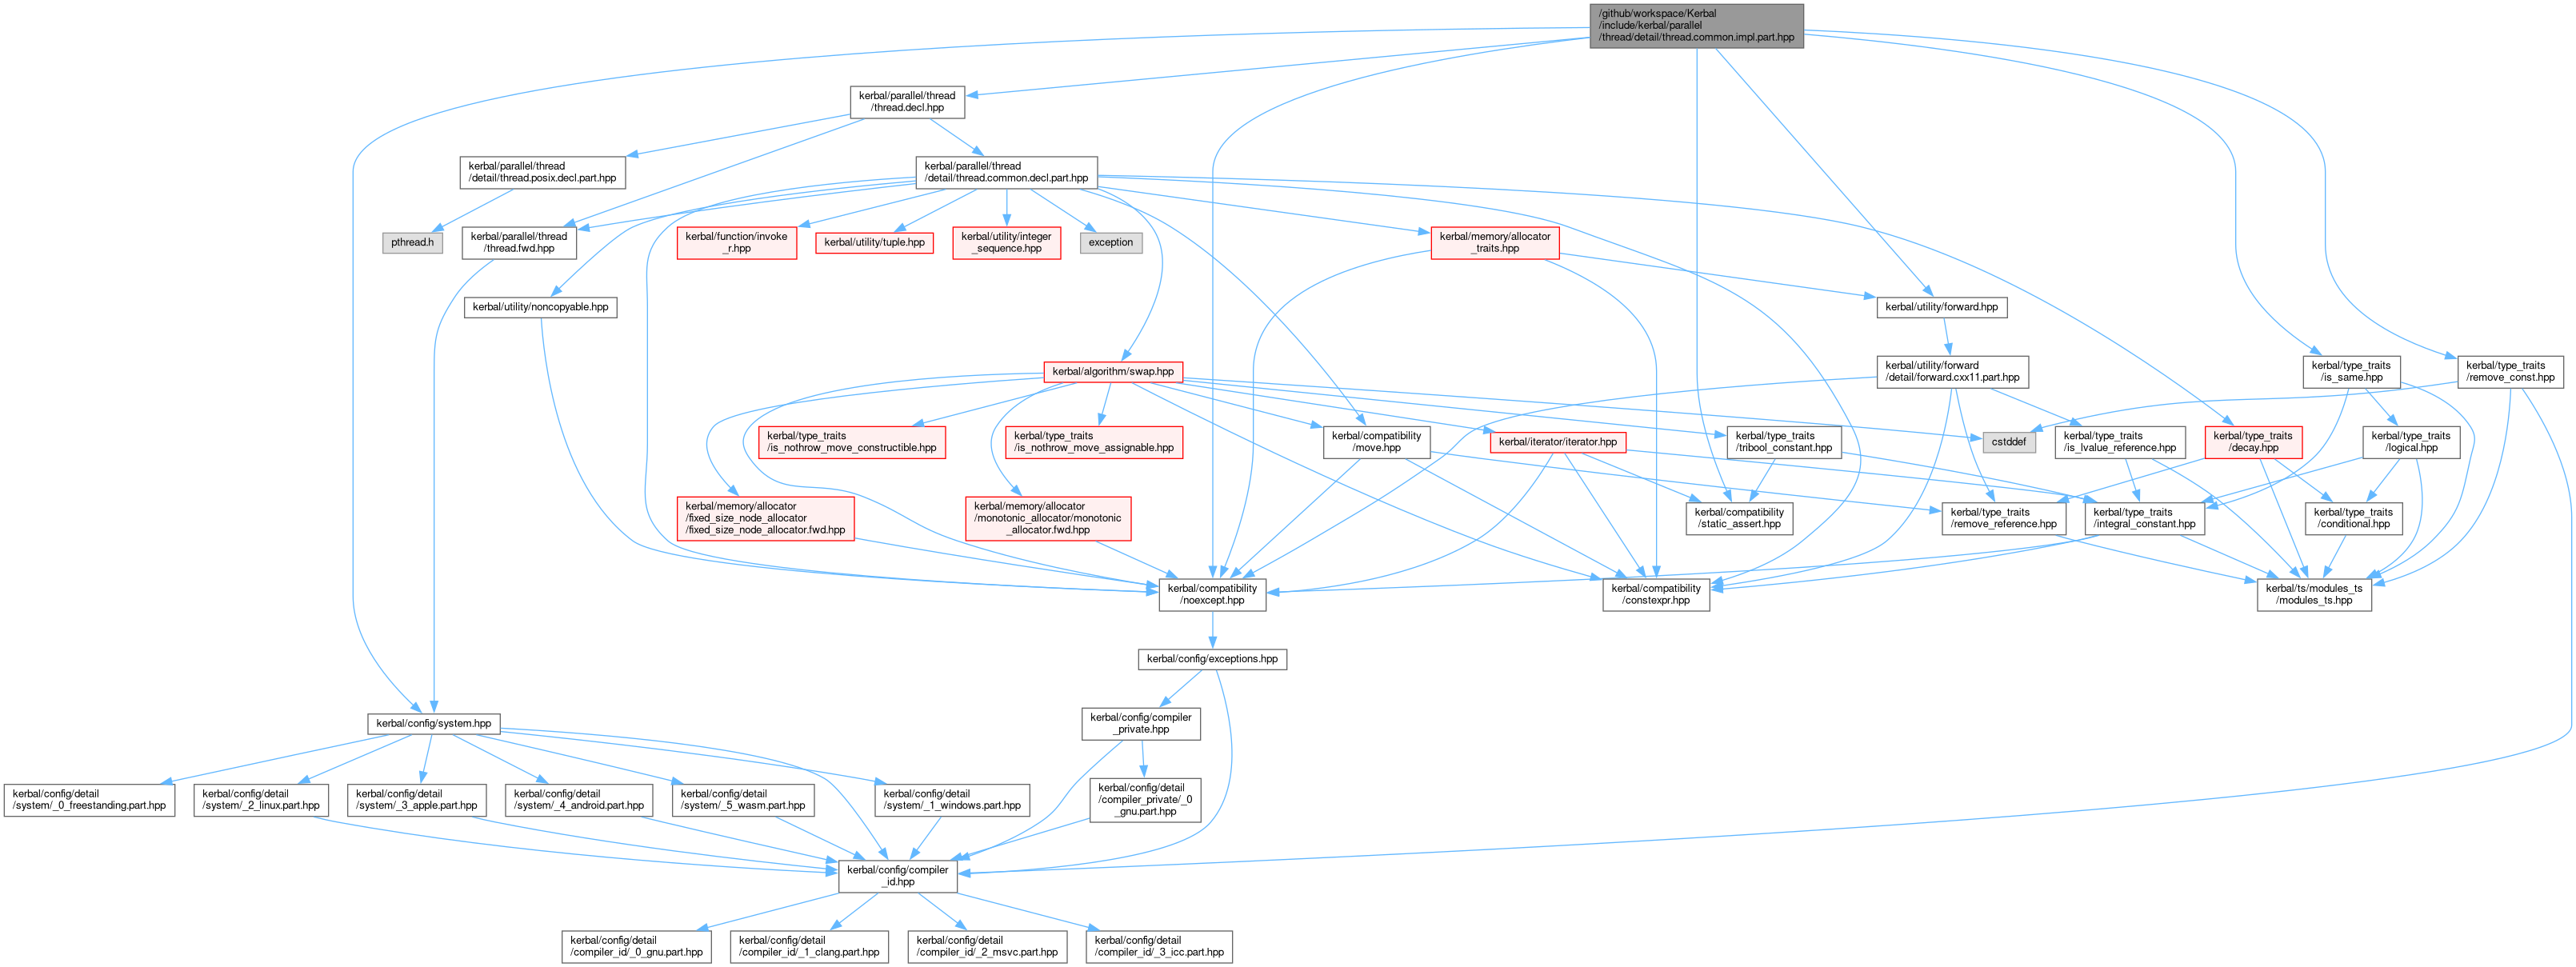 /github/workspace/Kerbal
/include/kerbal/parallel
/thread/detail/thread.common.impl.part.hpp
kerbal/parallel/thread
/thread.decl.hpp
kerbal/parallel/thread
/detail/thread.posix.decl.part.hpp
kerbal/parallel/thread
/detail/thread.common.decl.part.hpp
pthread.h
kerbal/parallel/thread
/thread.fwd.hpp
kerbal/function/invoke
_r.hpp
kerbal/utility/tuple.hpp
kerbal/utility/integer
_sequence.hpp
exception
kerbal/memory/allocator
_traits.hpp
kerbal/utility/noncopyable.hpp
kerbal/utility/forward.hpp
kerbal/algorithm/swap.hpp
kerbal/utility/forward
/detail/forward.cxx11.part.hpp
kerbal/type_traits
/is_same.hpp
kerbal/type_traits
/remove_const.hpp
kerbal/type_traits
/is_nothrow_move_constructible.hpp
kerbal/type_traits
/is_nothrow_move_assignable.hpp
kerbal/compatibility
/move.hpp
kerbal/iterator/iterator.hpp
kerbal/type_traits
/tribool_constant.hpp
cstddef
kerbal/type_traits
/is_lvalue_reference.hpp
kerbal/type_traits
/decay.hpp
kerbal/type_traits
/logical.hpp
kerbal/memory/allocator
/fixed_size_node_allocator
/fixed_size_node_allocator.fwd.hpp
kerbal/memory/allocator
/monotonic_allocator/monotonic
_allocator.fwd.hpp
kerbal/compatibility
/static_assert.hpp
kerbal/type_traits
/remove_reference.hpp
kerbal/type_traits
/integral_constant.hpp
kerbal/type_traits
/conditional.hpp
kerbal/compatibility
/noexcept.hpp
kerbal/compatibility
/constexpr.hpp
kerbal/ts/modules_ts
/modules_ts.hpp
kerbal/config/exceptions.hpp
kerbal/config/system.hpp
kerbal/config/compiler
_private.hpp
kerbal/config/detail
/system/_0_freestanding.part.hpp
kerbal/config/detail
/system/_2_linux.part.hpp
kerbal/config/detail
/system/_3_apple.part.hpp
kerbal/config/detail
/system/_4_android.part.hpp
kerbal/config/detail
/system/_5_wasm.part.hpp
kerbal/config/detail
/system/_1_windows.part.hpp
kerbal/config/detail
/compiler_private/_0
_gnu.part.hpp
kerbal/config/compiler
_id.hpp
kerbal/config/detail
/compiler_id/_0_gnu.part.hpp
kerbal/config/detail
/compiler_id/_1_clang.part.hpp
kerbal/config/detail
/compiler_id/_2_msvc.part.hpp
kerbal/config/detail
/compiler_id/_3_icc.part.hpp